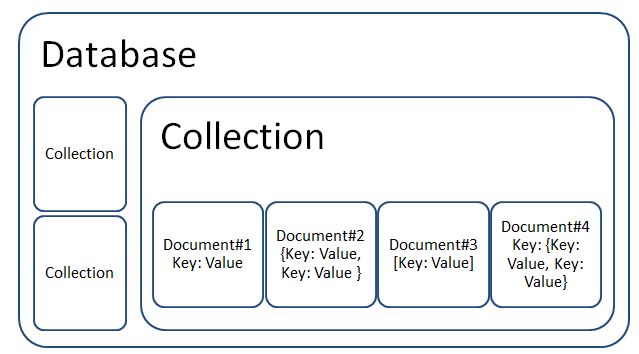 Database
Collection
Collection
Collection
Document#1
Key: Value
Document#2
{Key: Value,
Key: Value }
Document#3
[Key: Value]
Document#4
Key: {Key:
Value, Key:
Value}